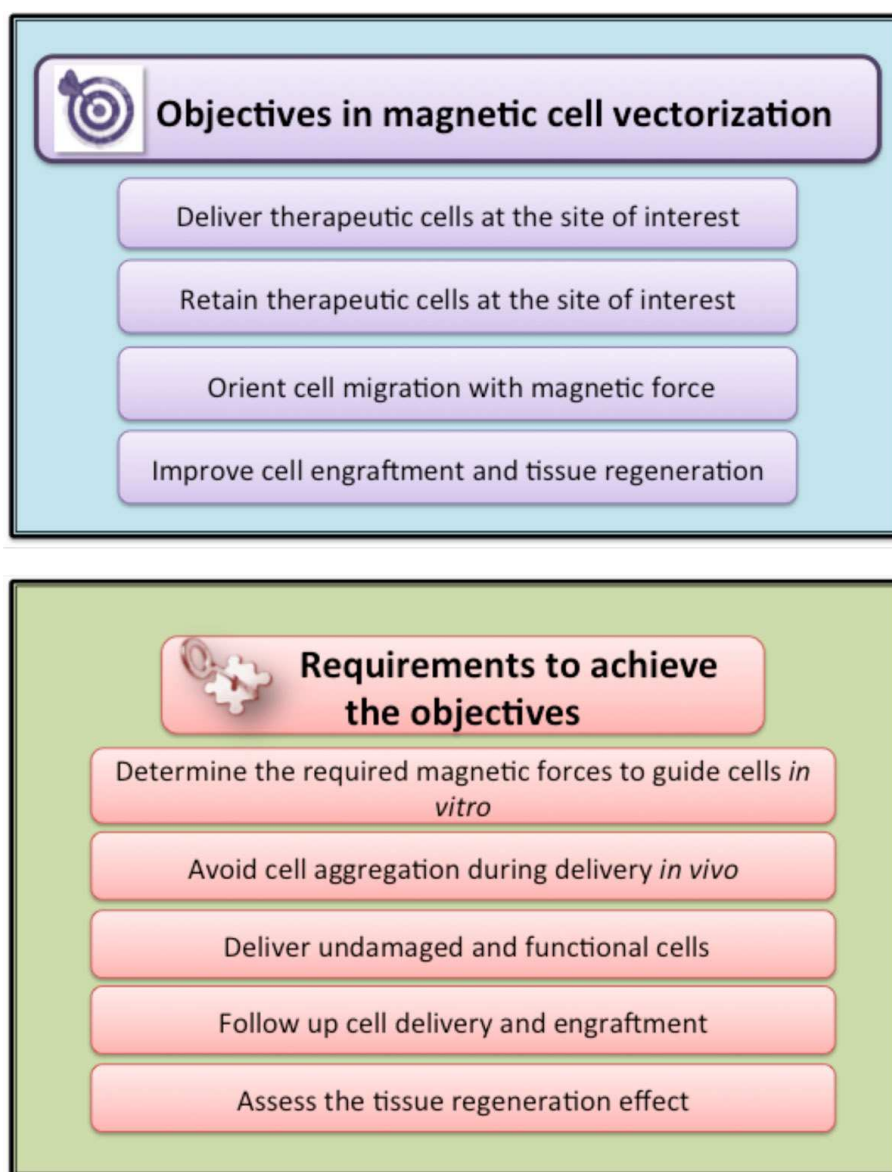 Objectives in magnetic cell vectorization
Deliver therapeutic cells at the site of interest
Retain therapeutic cells at the site of interest
Orient cell migration with magnetic force
Improve cell engraftment and tissue regeneration
Requirements to achieve
the objectives
Determine the required magnetic forces to guide cells in
vitro
Avoid cell aggregation during delivery in vivo
Deliver undamaged and functional cells
Follow up cell delivery and engraftment
Assess the tissue regeneration effect